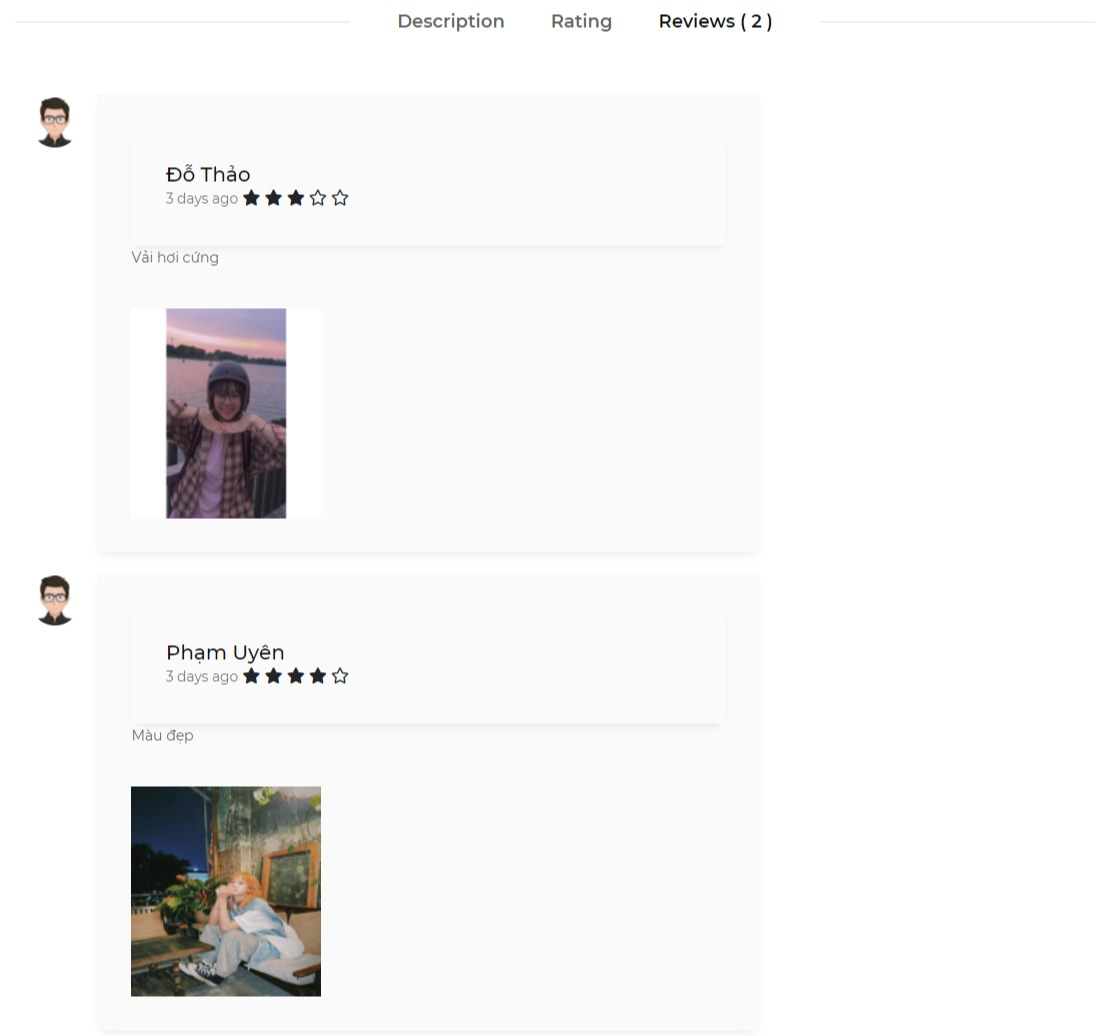 Description Rating Reviews ( 2 )
Đỗ Thảo
3 days ago
Vải hơi cứng
Phạm Uyên
3 days ago
Màu đẹp